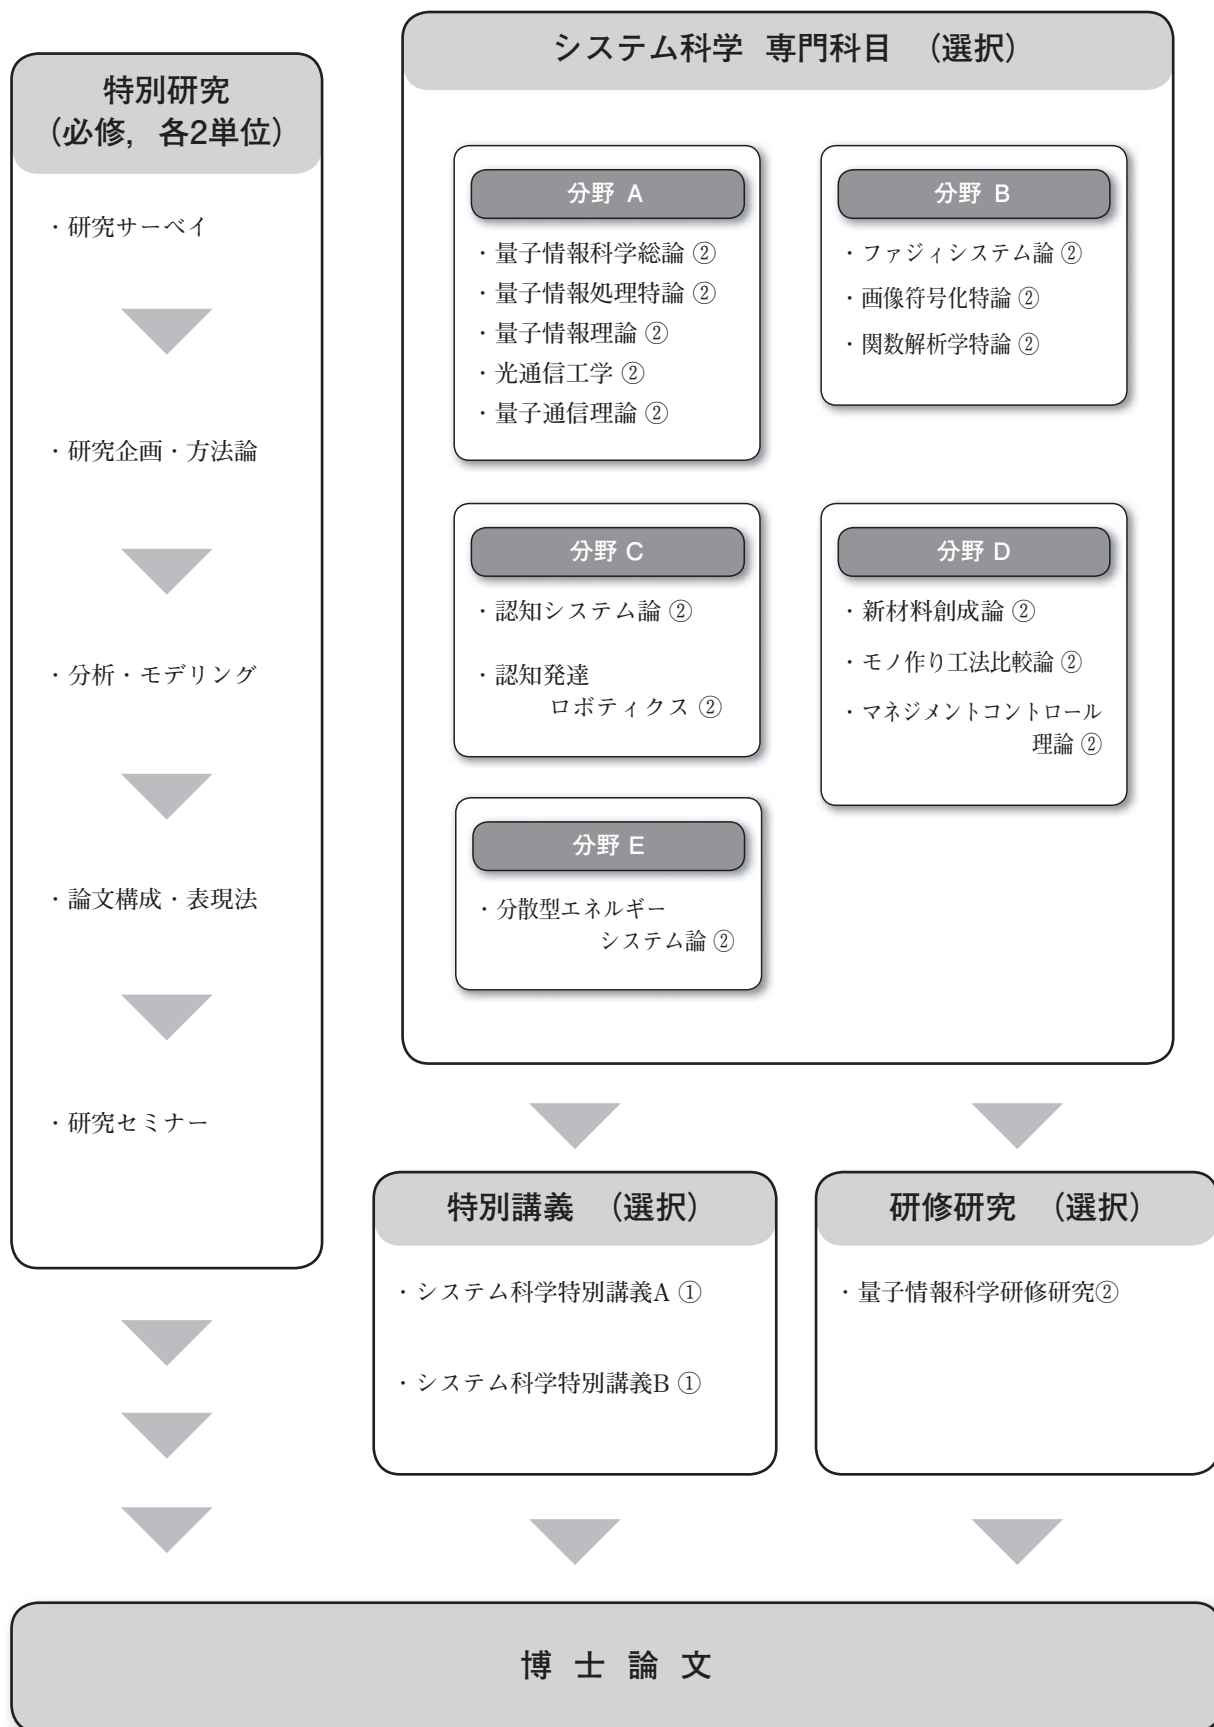 特別研究
(必修，各2単位)
・研究サーベイ
・研究企画・方法論
・分析・モデリング
・論文構成・表現法
・研究セミナー
システム科学 専門科目 （選択）
分野 A
・量子情報科学総論 ②
・量子情報処理特論 ②
・量子情報理論 ②
・光通信工学 ②
・量子通信理論 ②
分野 B
・ファジィシステム論 ②
・画像符号化特論 ②
・関数解析学特論 ②
分野 C
・認知システム論 ②
・認知発達
ロボティクス ②
分野 D
・新材料創成論 ②
・モノ作り工法比較論 ②
・マネジメントコントロール
理論 ②
分野 E
・分散型エネルギー
システム論 ②
特別講義 （選択）
・システム科学特別講義A ①
・システム科学特別講義B ①
研修研究 （選択）
・量子情報科学研修研究②
博 士 論 文